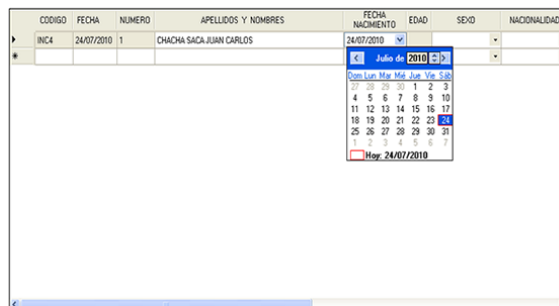 CODIGO FECHA NUMERO APELLIDOS Y NOMBRES FECHA NACIMIENTO EDAD SEXO NACIONALIDAD
INC4 24/07/2010 1 CHACHA SACA JUAN CARLOS 24/07/2010
Julio de 2010
Dom Lun Mar Mié Jue Vie Sáb
27 28 29 30 1 2 3
4 5 6 7 8 9 10
11 12 13 14 15 16 17
18 19 20 21 22 23 24
25 26 27 28 29 30 31
1 2 3 4 5 6 7
Hoy: 24/07/2010